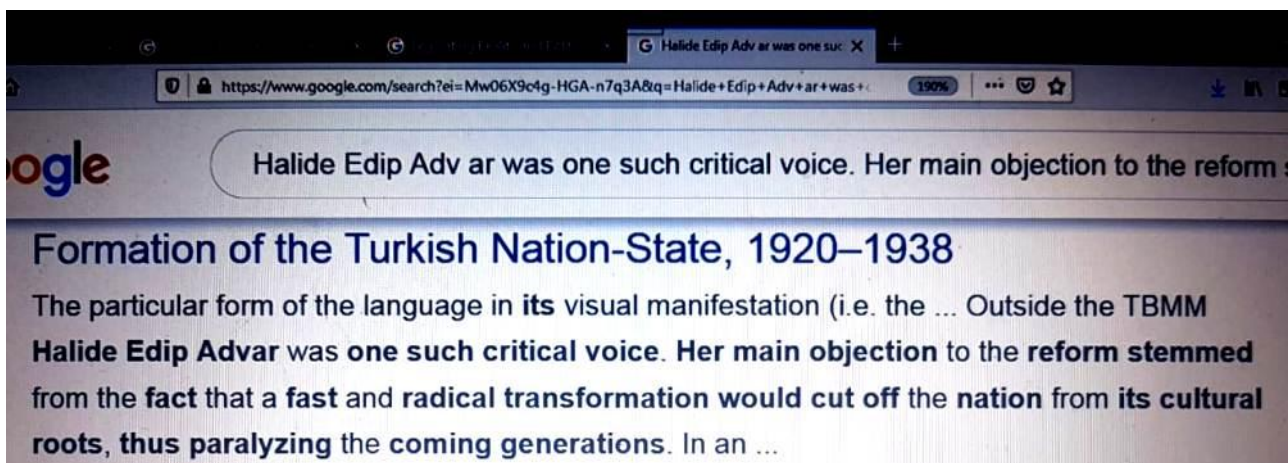 Halide Edip Adv ar was one suc
https://www.google.com/search?ei=Mw06X9c4g-HGA-n7q3A&q=Halide+Edip+Adv+ar+was+ 190%
ogle Halide Edip Adv ar was one such critical voice. Her main objection to the reform
Formation of the Turkish Nation-State, 1920–1938
The particular form of the language in its visual manifestation (i.e. the ... Outside the TBMM
Halide Edip Advar was one such critical voice. Her main objection to the reform stemmed
from the fact that a fast and radical transformation would cut off the nation from its cultural
roots, thus paralyzing the coming generations. In an ...